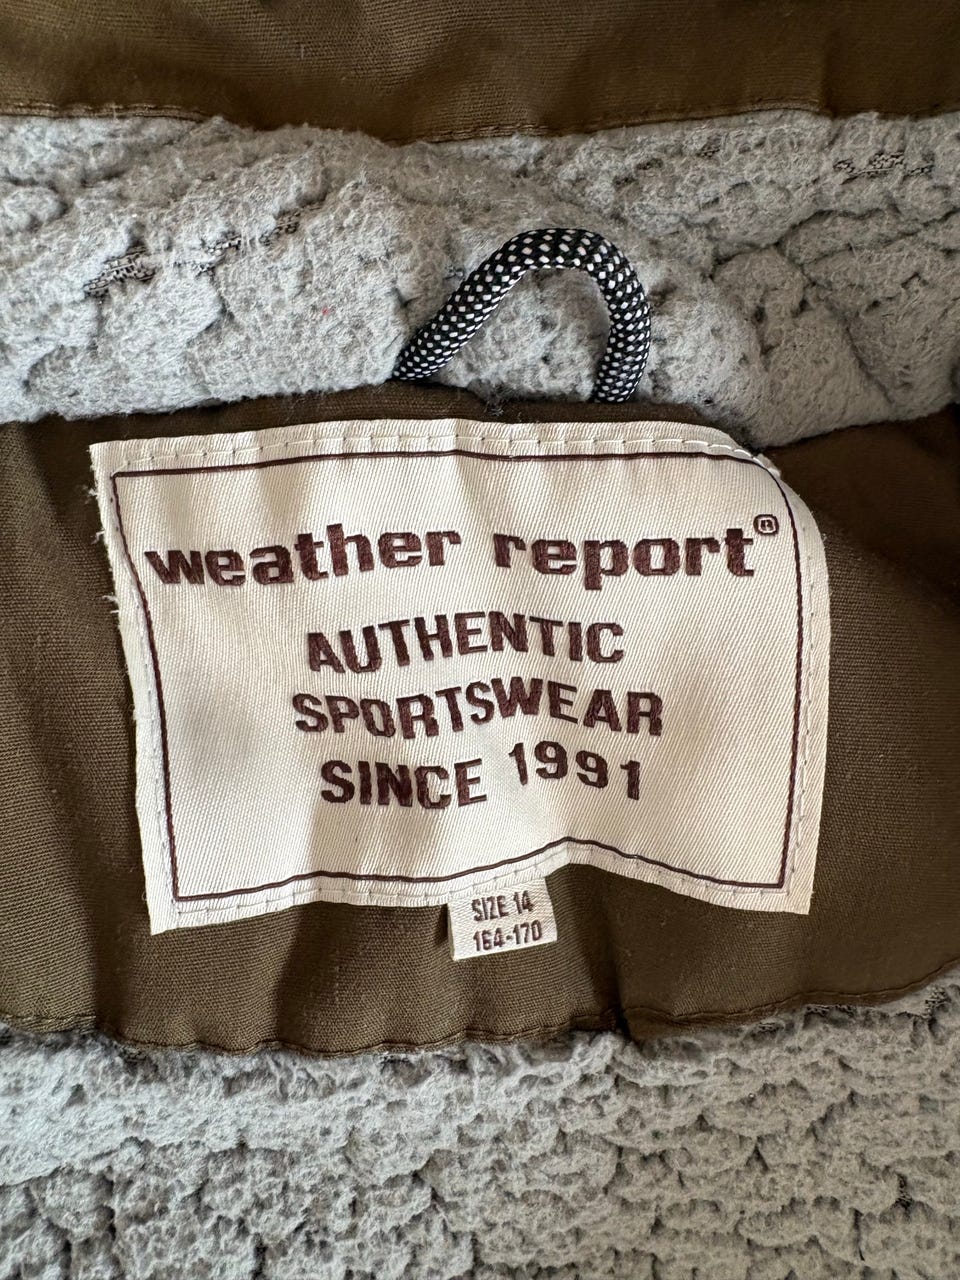 weather report®
AUTHENTIC
SPORTSWEAR
SINCE 1991
SIZE 14
164-170